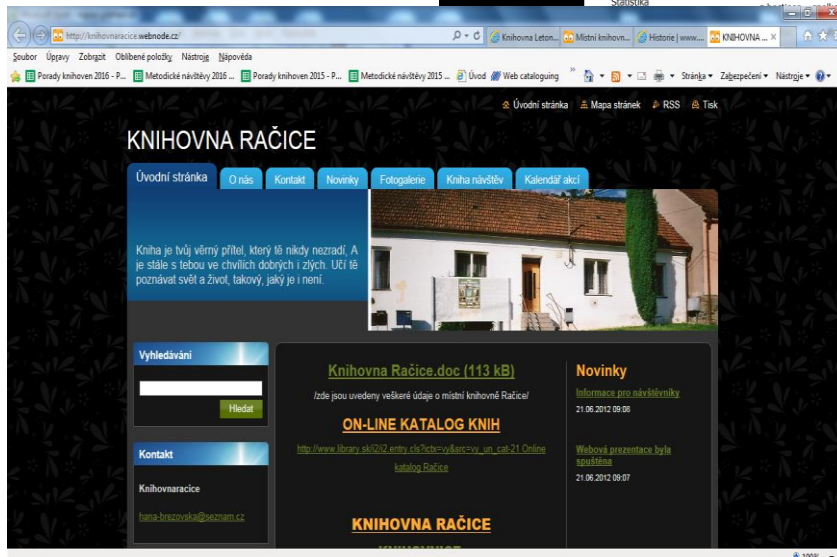 Statistika
http://knihovnaracice.webnode.cz/
Knihovna Leton...
Místní knihovn...
Historie | www....
KNIHOVNA ...
Soubor Úpravy Zobrazit Oblíbené položky Nástroje Nápověda
Porady knihoven 2016 - P... Metodické návštěvy 2016 ... Porady knihoven 2015 - P... Metodické návštěvy 2015 ... Úvod Web cataloguing » Stránka Zabezpečení Nástroje
Úvodní stránka Mapa stránek RSS Tisk
KNIHOVNA RAČICE
Úvodní stránka O nás Kontakt Novinky Fotogalerie Kniha návštěv Kalendář akcí
Kniha je tvůj věrný přítel, který tě nikdy nezradí, A
je stále s tebou ve chvílích dobrých i zlých. Učí tě
poznávat svět a život, takový, jaký je i není.
Vyhledávání
Hledat
Kontakt
Knihovnaracice
hana-brezovska@seznam.cz
Knihovna Račice.doc (113 kB)
/zde jsou uvedeny veškeré údaje o místní knihovně Račice/
ON-LINE KATALOG KNIH
http://www.library.sk/i2/i2.entry.cls?ictx=vy&src=vy_un_cat-21 Online
katalog Račice
KNIHOVNA RAČICE
KNIHOVNICE
Novinky
Informace pro návštěvníky
21.06.2012 09:08
Webová prezentace byla
spuštěna
21.06.2012 09:07
100%